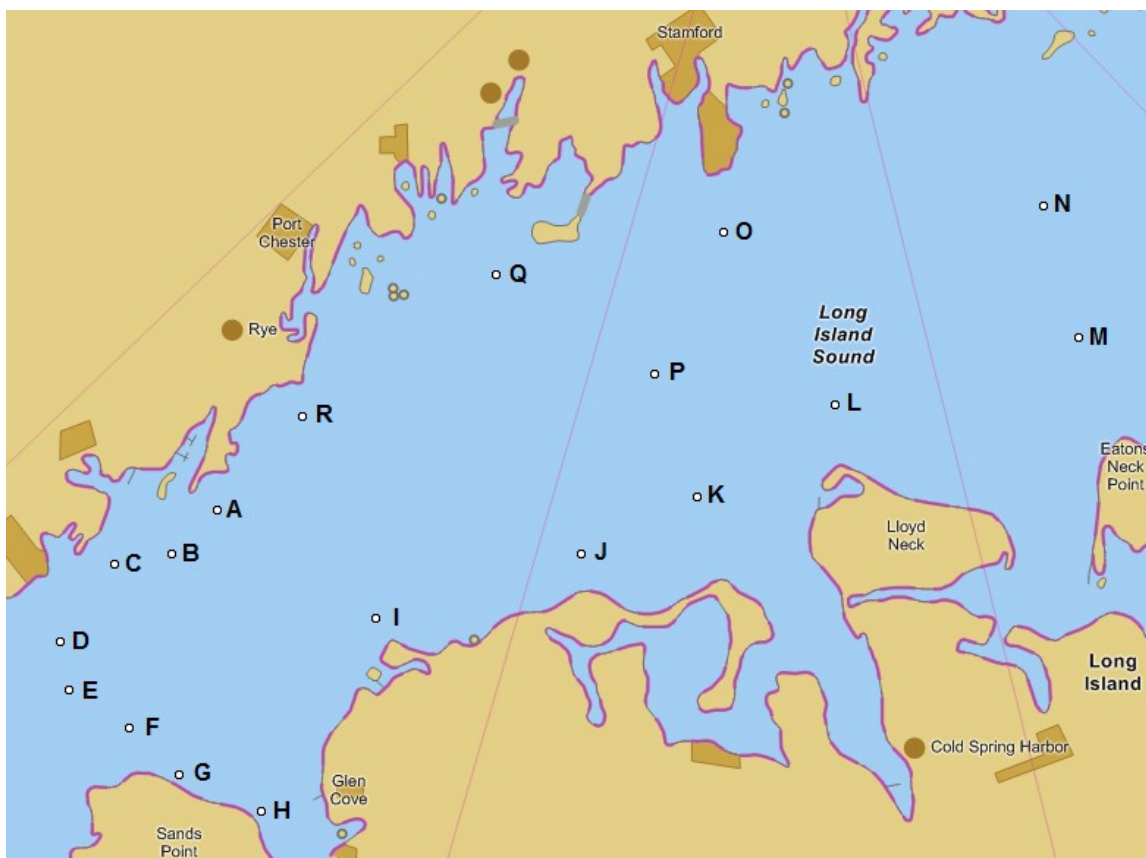 Stamford
Port
Chester
N
O
Q
Rye
Long
Island
Sound
M
P
L
R
Eatons
Neck
Point
K
A
Lloyd
Neck
B
J
C
I
D
Long
Island
E
F
Cold Spring Harbor
G
Glen
Cove
H
Sands
Point